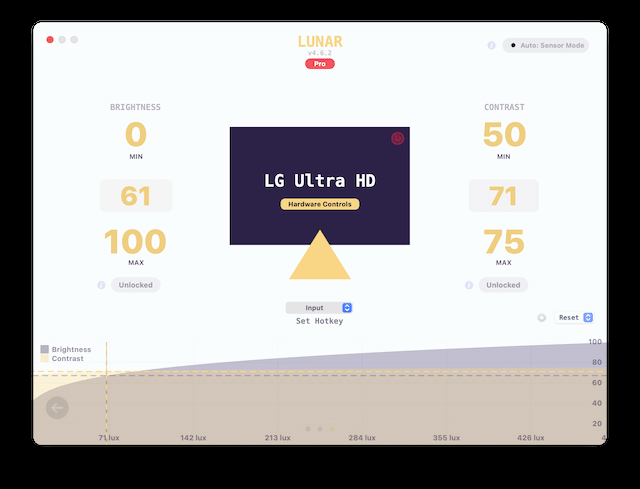 LUNAR
v4.6.2
Pro
i
Auto: Sensor Mode
BRIGHTNESS
0
MIN
61
100
MAX
i
Unlocked
LG Ultra HD
Hardware Controls
CONTRAST
50
MIN
71
75
MAX
i
Unlocked
Input
Set Hotkey
Reset
Brightness
Contrast
100
80
60
40
20
71 lux
142 lux
213 lux
284 lux
355 lux
426 lux